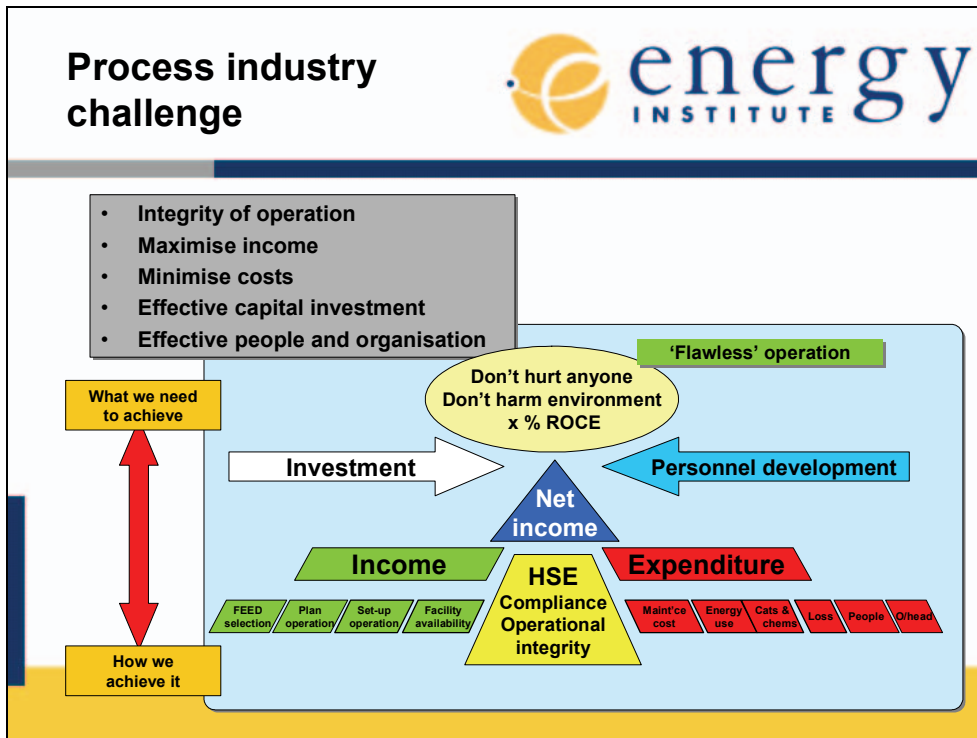 Process industry
challenge
energy
INSTITUTE
• Integrity of operation
• Maximise income
• Minimise costs
• Effective capital investment
• Effective people and organisation
'Flawless' operation
Don't hurt anyone
Don't harm environment
x % ROCE
What we need
to achieve
Investment
Personnel development
Net
income
Income
Expenditure
HSE
Compliance
Operational
integrity
FEED
selection
Plan
operation
Set-up
operation
Facility
availability
Maint'ce
cost
Energy
use
Cats &
chems
Loss
People
O/head
How we
achieve it